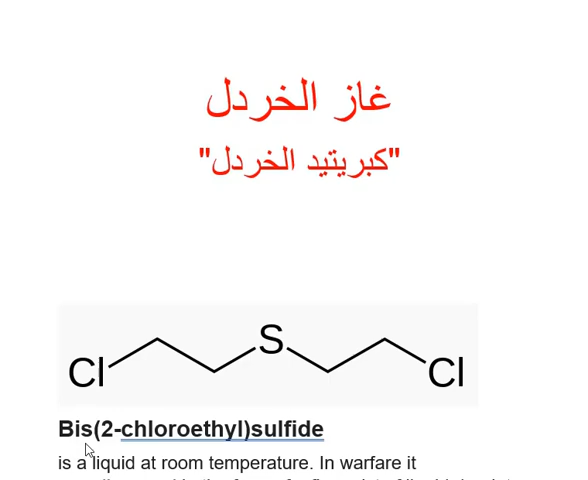 غاز الخردل
"كبريتيد الخردل"
Cl S Cl
Bis(2-chloroethyl)sulfide
is a liquid at room temperature. In warfare it